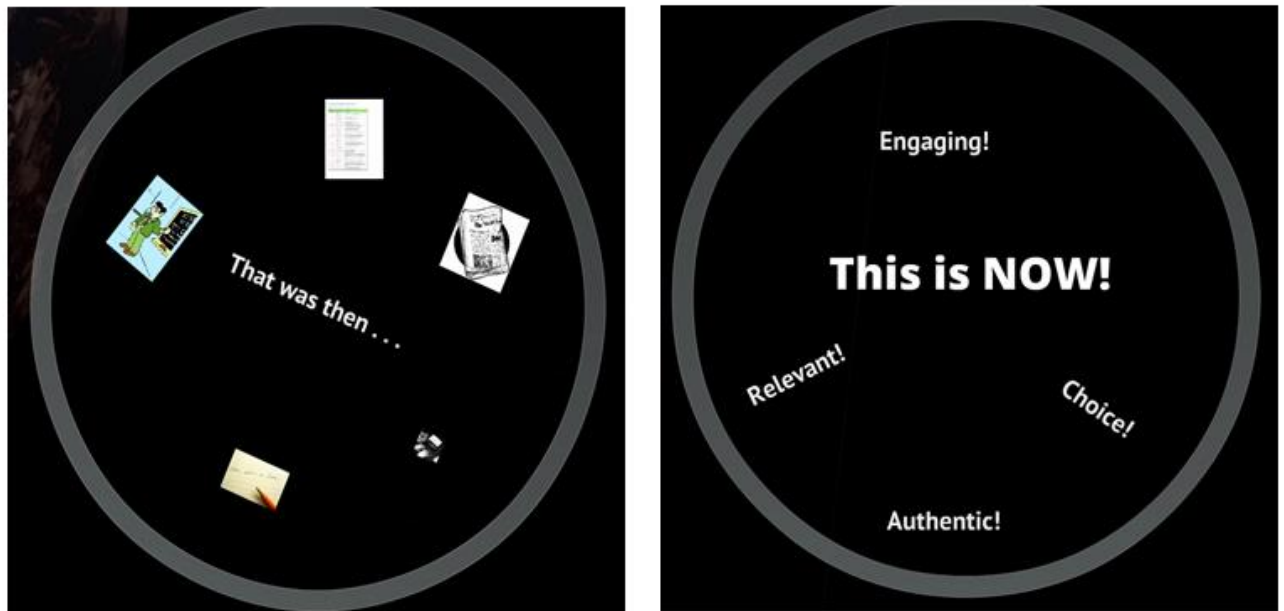 That was then . . .
Engaging!
This is NOW!
Relevant!
Choice!
Authentic!